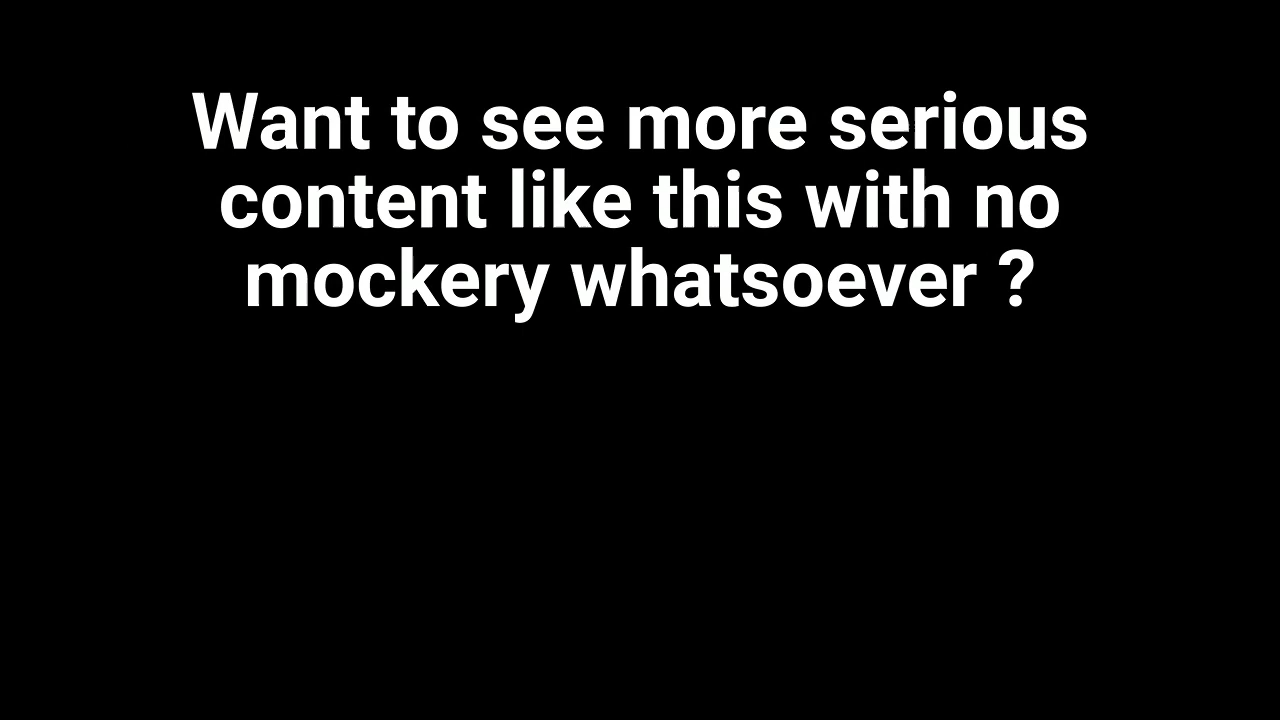 Want to see more serious
content like this with no
mockery whatsoever ?